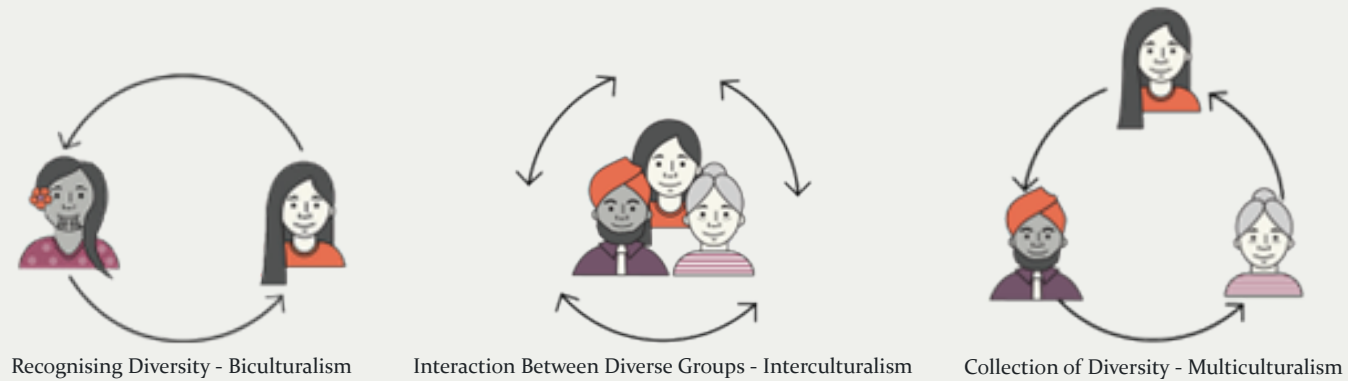 Recognising Diversity - Biculturalism
Interaction Between Diverse Groups - Interculturalism
Collection of Diversity - Multiculturalism